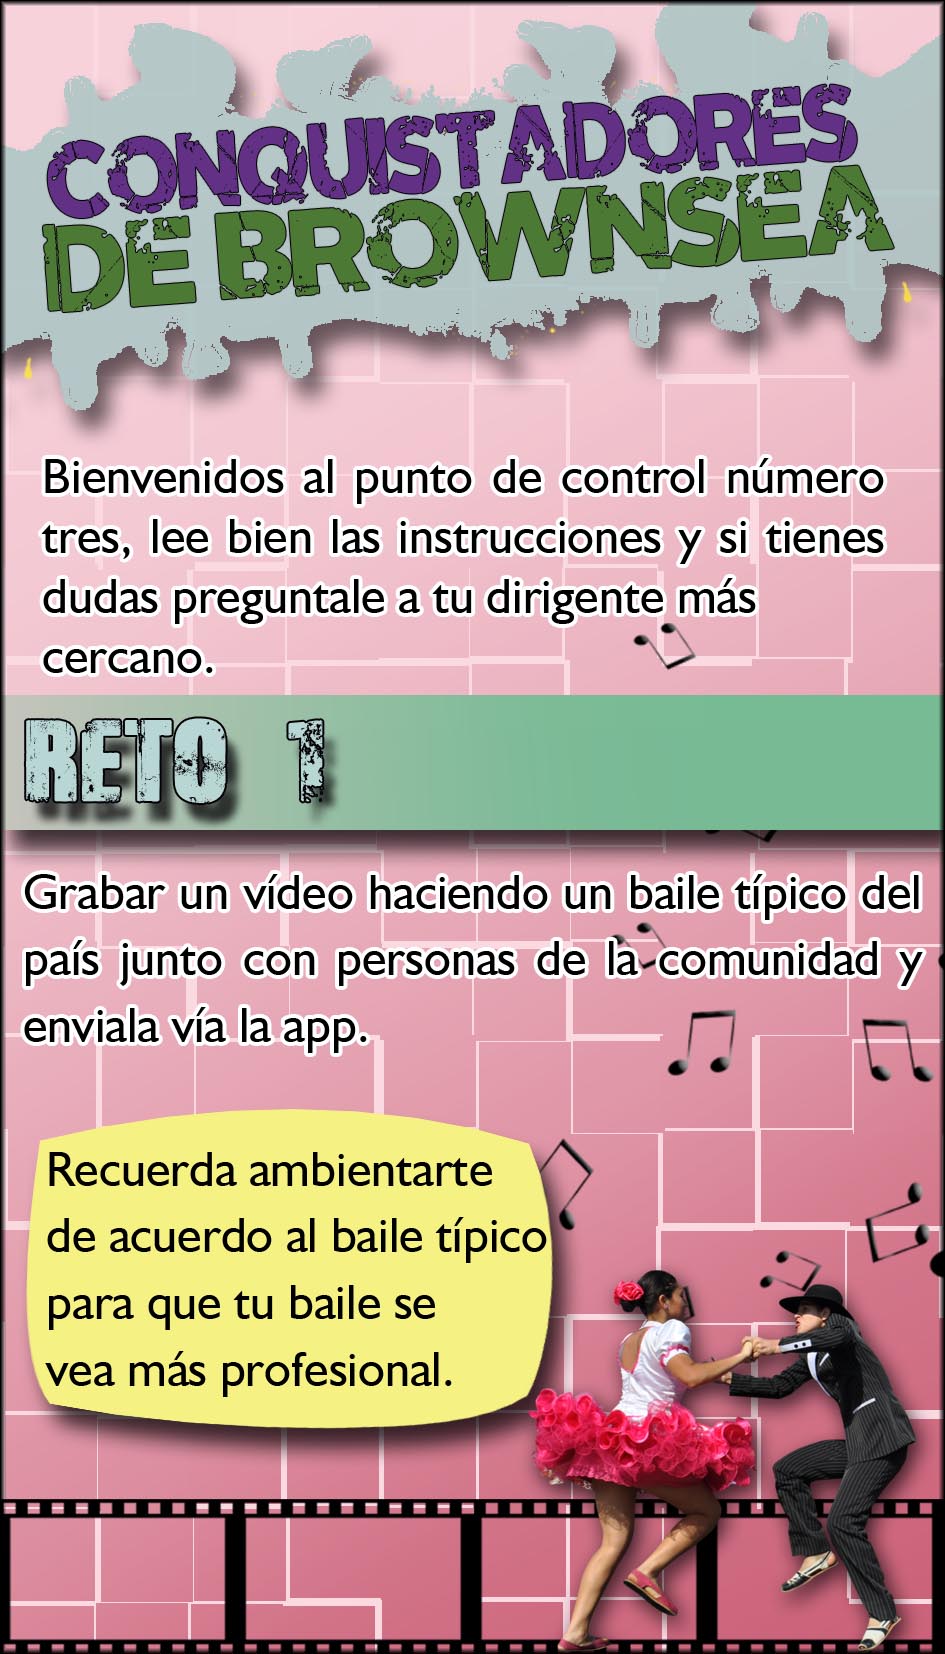 CONQUISTADORES
DE BROWNSEA
Bienvenidos al punto de control número
tres, lee bien las instrucciones y si tienes
dudas preguntale a tu dirigente más
cercano.
RETO 1
Grabar un vídeo haciendo un baile típico del
país junto con personas de la comunidad y
enviala vía la app.
Recuerda ambientarte
de acuerdo al baile típico
para que tu baile se
vea más profesional.